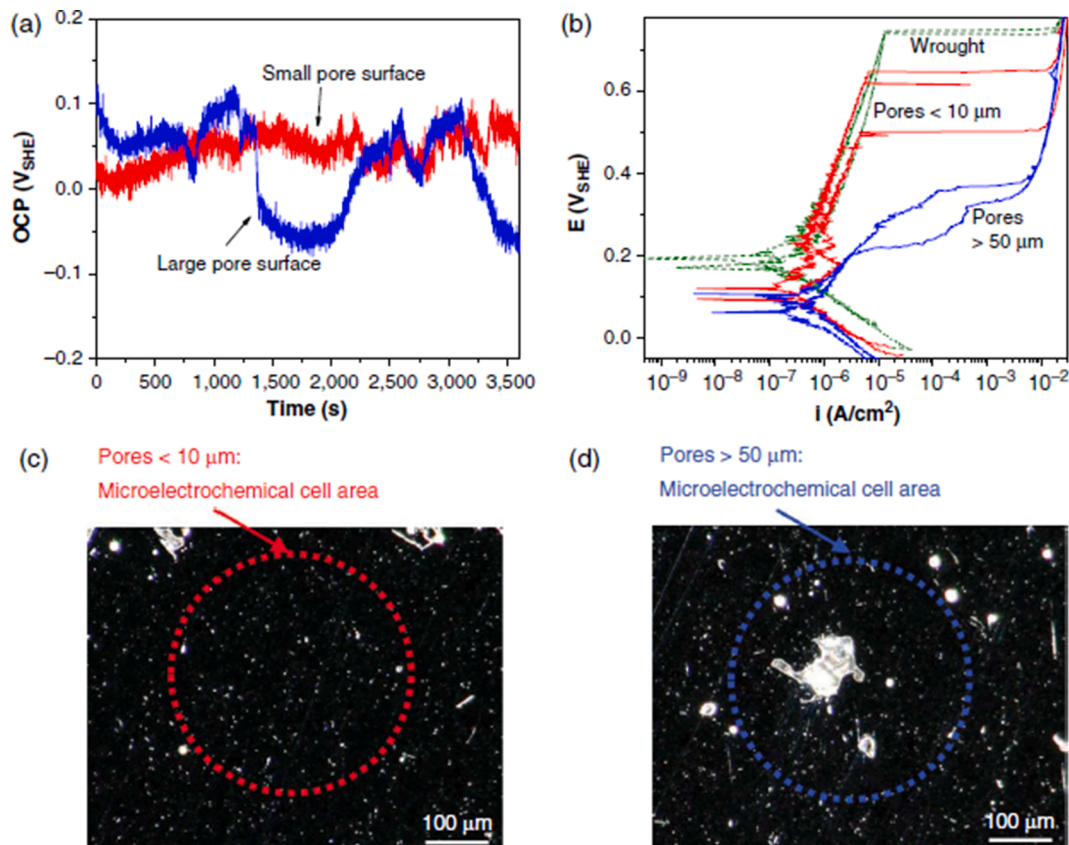 (a)
0.2
0.1
0.0
−0.1
−0.2
OCP (V_SHE)
Small pore surface
Large pore surface
0 500 1,000 1,500 2,000 2,500 3,000 3,500
Time (s)
(b)
0.6
0.4
0.2
0.0
E (V_SHE)
Wrought
Pores < 10 μm
Pores
> 50 μm
10⁻⁹ 10⁻⁸ 10⁻⁷ 10⁻⁶ 10⁻⁵ 10⁻⁴ 10⁻³ 10⁻²
i (A/cm²)
(c)
Pores < 10 μm:
Microelectrochemical cell area
100 μm
(d)
Pores > 50 μm:
Microelectrochemical cell area
100 μm